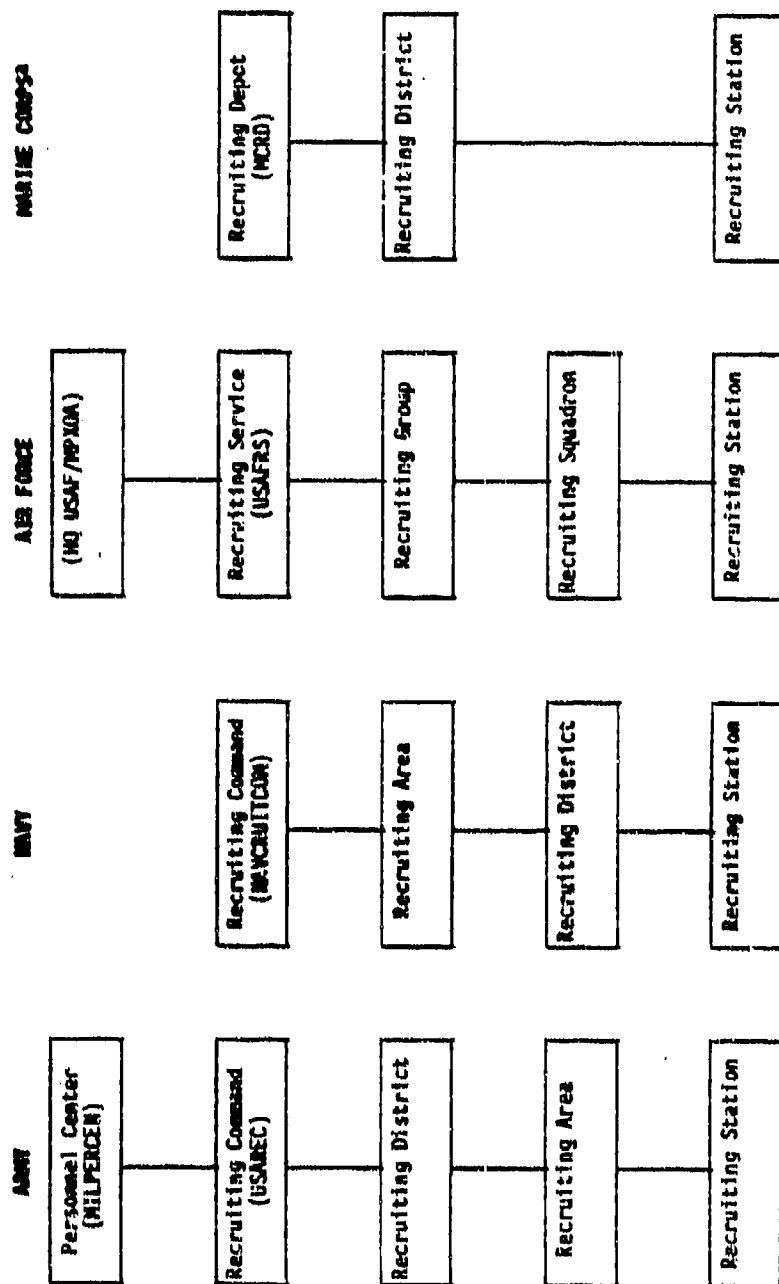 ARMY
Personnel Center
(MILPERCEN)
Recruiting Command
(USAREC)
Recruiting District
Recruiting Area
Recruiting Station
NAVY
Recruiting Command
(NAVCRUITCOM)
Recruiting Area
Recruiting District
Recruiting Station
AIR FORCE
(HQ USAF/MPXOA)
Recruiting Service
(USAFRS)
Recruiting Group
Recruiting Squadron
Recruiting Station
MARINE CORPSa
Recruiting Depot
(MCRD)
Recruiting District
Recruiting Station